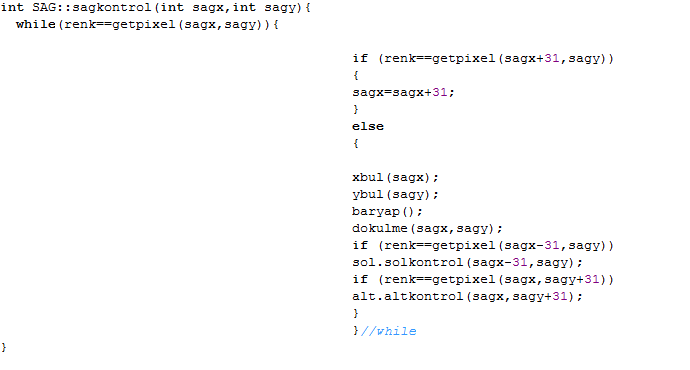 int SAG::sagkontrol(int sagx,int sagy){
while(renk==getpixel(sagx,sagy)){
if (renk==getpixel(sagx+31,sagy))
{
sagx=sagx+31;
}
else
{
xbul(sagx);
ybul(sagy);
baryap();
dokulme(sagx,sagy);
if (renk==getpixel(sagx-31,sagy))
sol.solkontrol(sagx-31,sagy);
if (renk==getpixel(sagx,sagy+31))
alt.altkontrol(sagx,sagy+31);
}
}//while
}